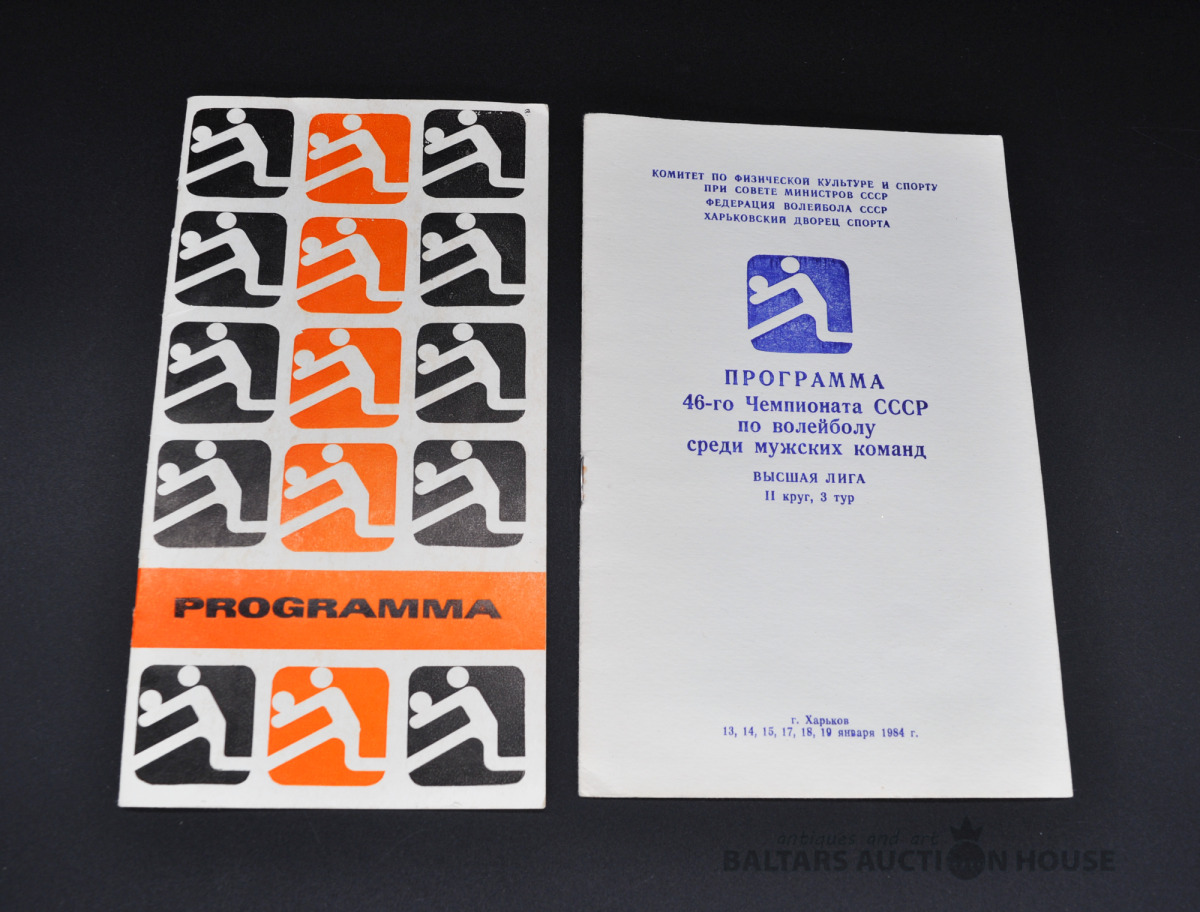 PROGRAMMA
КОМИТЕТ ПО ФИЗИЧЕСКОЙ КУЛЬТУРЕ И СПОРТУ
ПРИ СОВЕТЕ МИНИСТРОВ СССР
ФЕДЕРАЦИЯ ВОЛЕЙБОЛА СССР
ХАРЬКОВСКИЙ ДВОРЕЦ СПОРТА
ПРОГРАММА
46-го Чемпионата СССР
по волейболу
среди мужских команд
ВЫСШАЯ ЛИГА
II круг, 3 тур
г. Харьков
13, 14, 15, 17, 18, 19 января 1984 г.
antiques and art
BALTARS AUCTION HOUSE